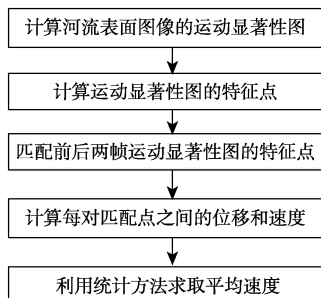 计算河流表面图像的运动显著性图
计算运动显著性图的特征点
匹配前后两帧运动显著性图的特征点
计算每对匹配点之间的位移和速度
利用统计方法求取平均速度